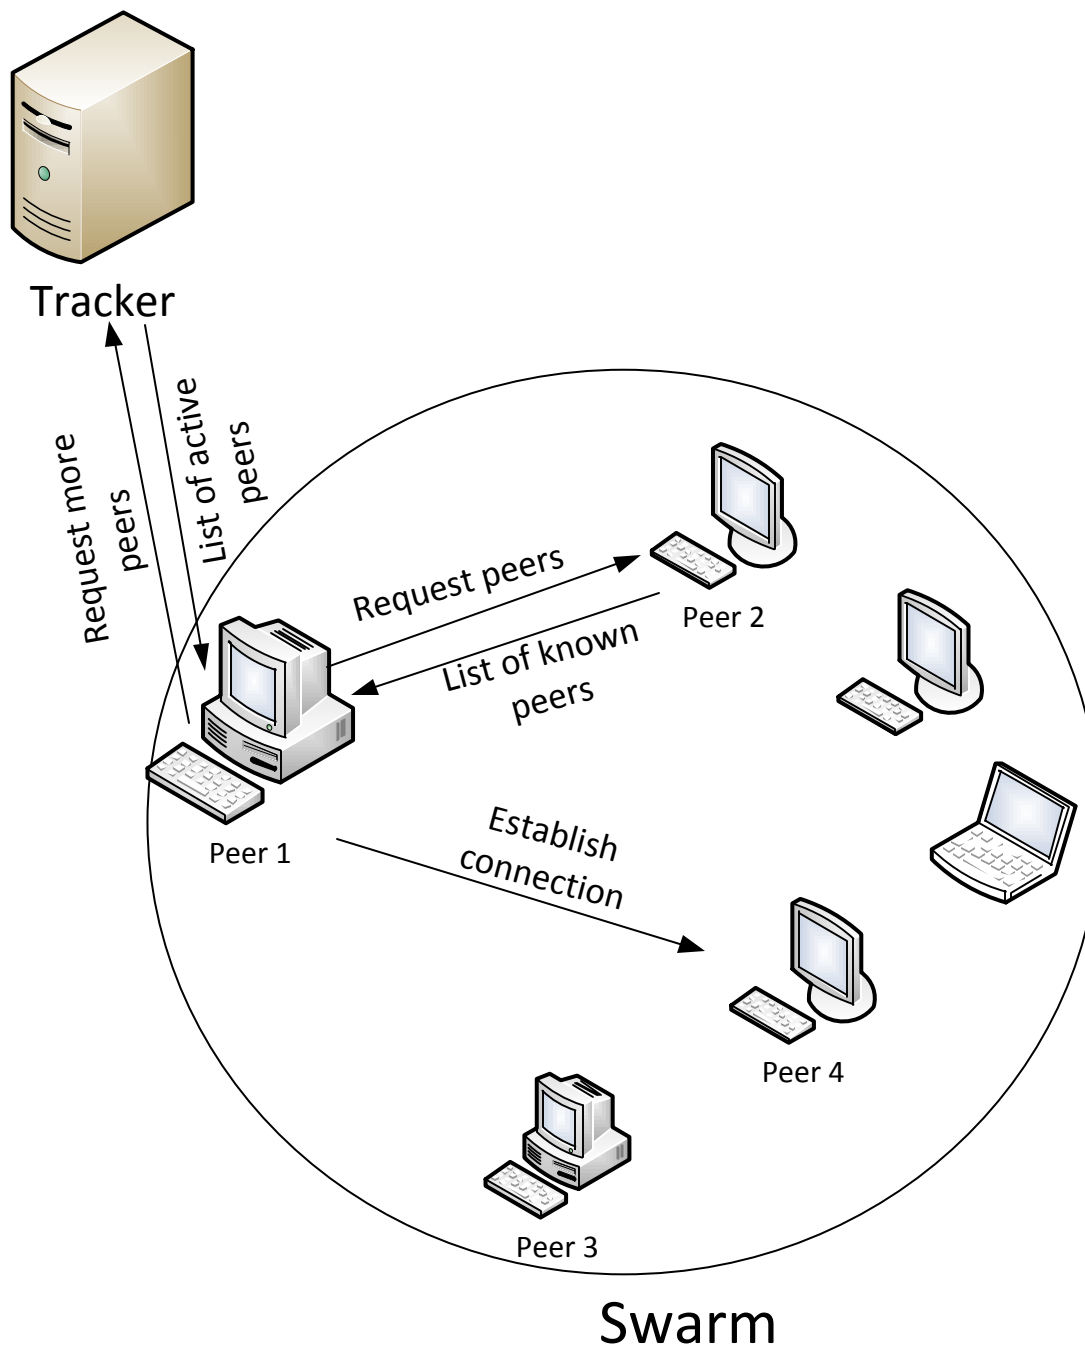 Tracker
Request more
peers
List of active
peers
Request peers
Peer 2
List of known
peers
Peer 1
Establish
connection
Peer 4
Peer 3
Swarm